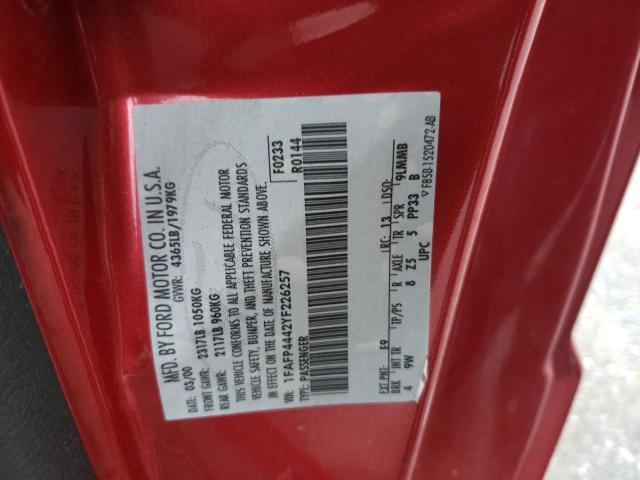 MFD. BY FORD MOTOR CO. IN U.S.A.
DATE: 03/00 GVWR: 4365LB/1979KG
FRONT GAWR: 2317LB 1050KG
REAR GAWR: 2117LB 960KG
THIS VEHICLE CONFORMS TO ALL APPLICABLE FEDERAL MOTOR
VEHICLE SAFETY, BUMPER, AND THEFT PREVENTION STANDARDS
IN EFFECT ON THE DATE OF MANUFACTURE SHOWN ABOVE.
VIN: 1FAFP4442YF226257 F0233
TYPE: PASSENGER R0144
EXT PNT: E9 RC: 13 DSO:
BRK INT TR TP/PS R AXLE TR SPR 9LMMB
4 9W 8 Z5 5 PP33 B
UPC
F85B-1520472-AB